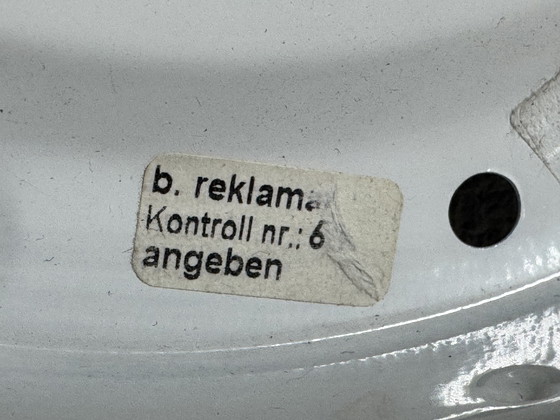 b. reklama
Kontroll nr.: 6
angeben